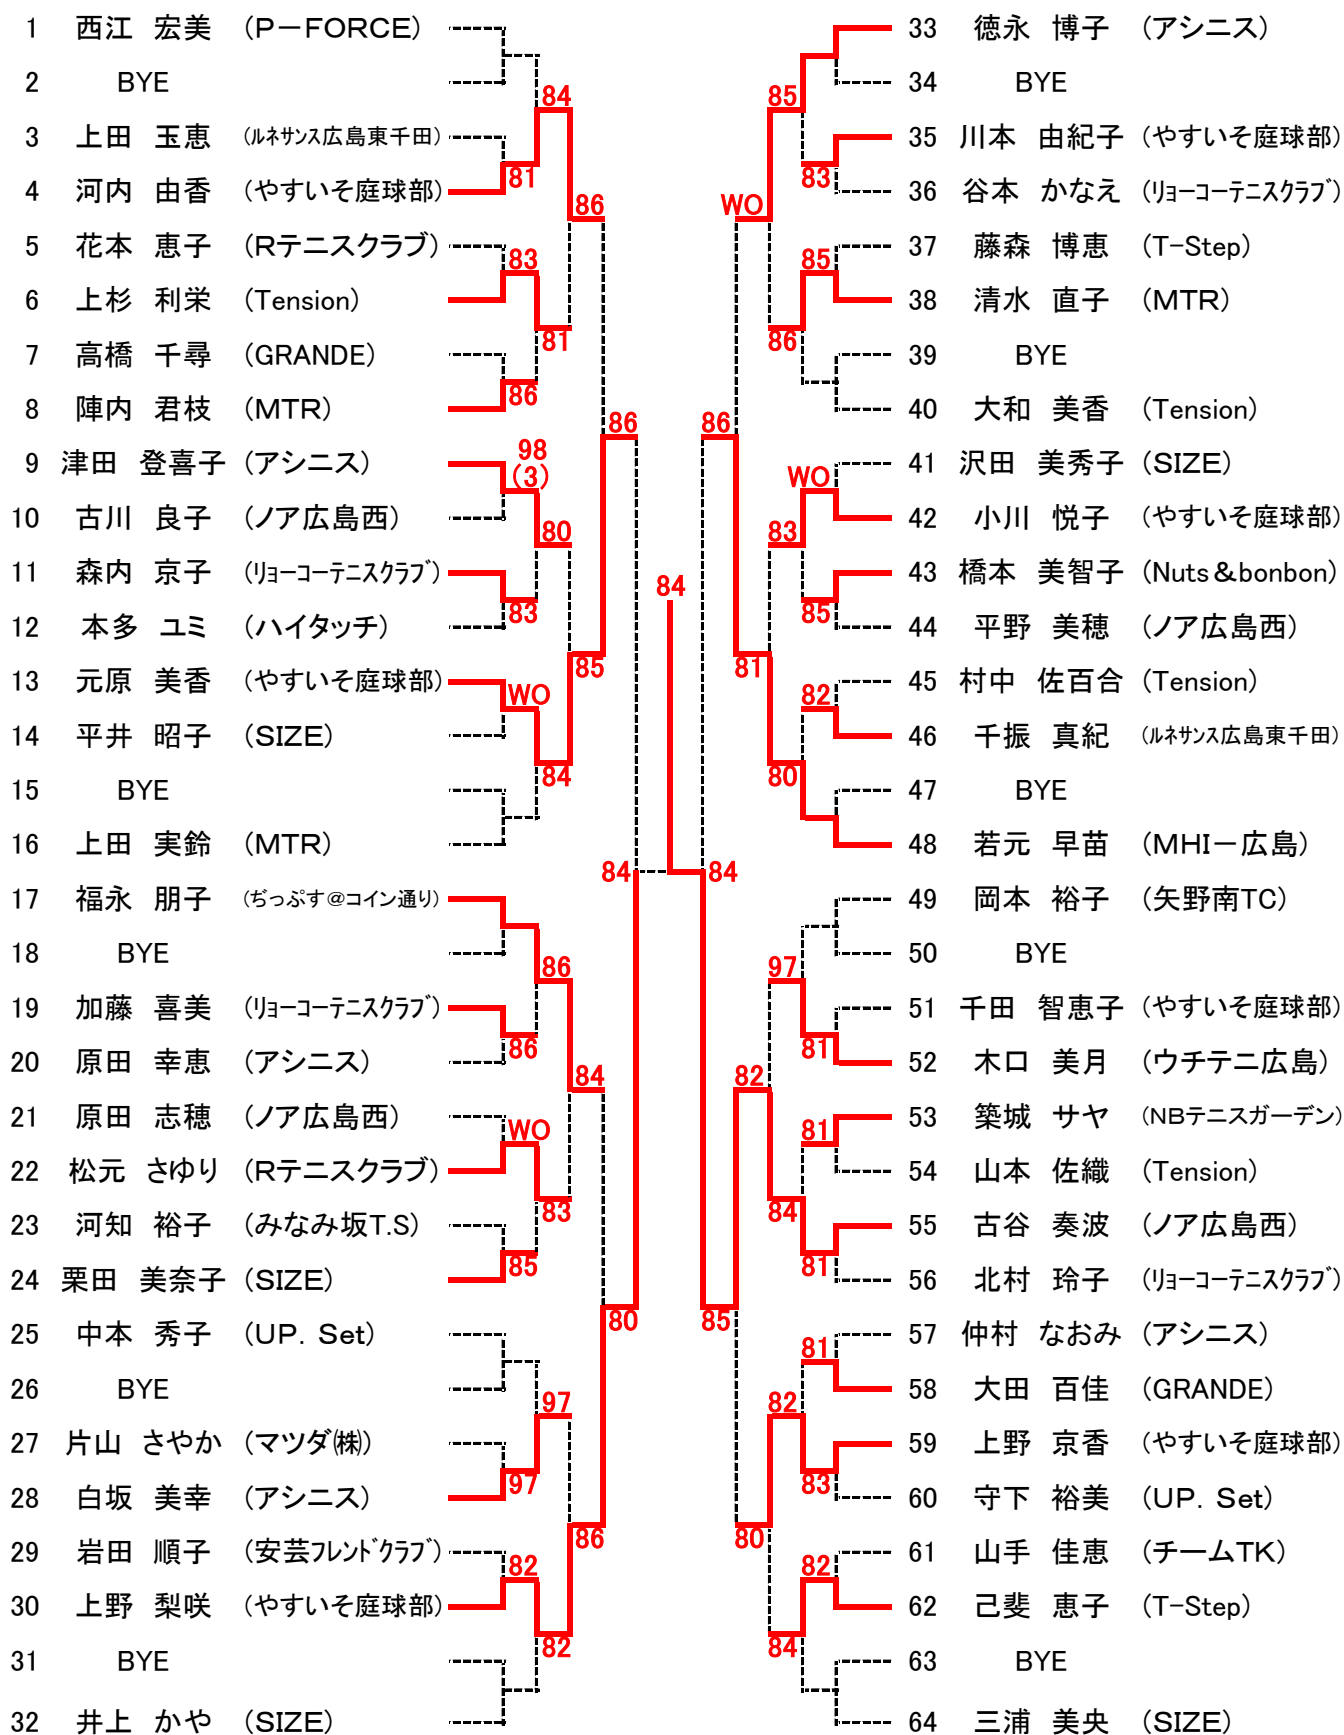 1 西江 宏美 (P－FORCE)
2 BYE
84
3 上田 玉恵 (ルネサンス広島東千田)
81
4 河内 由香 (やすいそ庭球部)
86
5 花本 恵子 (Rテニスクラブ)
83
6 上杉 利栄 (Tension)
81
7 高橋 千尋 (GRANDE)
86
8 陣内 君枝 (MTR)
86
9 津田 登喜子 (アシニス)
98
(3)
10 古川 良子 (ノア広島西)
80
11 森内 京子 (リョーコーテニスクラブ)
83
12 本多 ユミ (ハイタッチ)
85
13 元原 美香 (やすいそ庭球部)
WO
14 平井 昭子 (SIZE)
84
15 BYE
16 上田 実鈴 (MTR)
84
17 福永 朋子 (ぢっぷす@コイン通り)
18 BYE
86
19 加藤 喜美 (リョーコーテニスクラブ)
86
20 原田 幸恵 (アシニス)
84
21 原田 志穂 (ノア広島西)
WO
22 松元 さゆり (Rテニスクラブ)
83
23 河知 裕子 (みなみ坂T.S)
85
24 栗田 美奈子 (SIZE)
80
25 中本 秀子 (UP．Set)
26 BYE
97
27 片山 さやか (マツダ㈱)
97
28 白坂 美幸 (アシニス)
86
29 岩田 順子 (安芸フレンドクラブ)
82
30 上野 梨咲 (やすいそ庭球部)
82
31 BYE
32 井上 かや (SIZE)
84
33 徳永 博子 (アシニス)
34 BYE
85
35 川本 由紀子 (やすいそ庭球部)
83
36 谷本 かなえ (リョーコーテニスクラブ)
WO
37 藤森 博恵 (T-Step)
85
38 清水 直子 (MTR)
86
39 BYE
40 大和 美香 (Tension)
86
41 沢田 美秀子 (SIZE)
WO
42 小川 悦子 (やすいそ庭球部)
83
43 橋本 美智子 (Nuts＆bonbon)
85
44 平野 美穂 (ノア広島西)
81
45 村中 佐百合 (Tension)
82
46 千振 真紀 (ルネサンス広島東千田)
80
47 BYE
48 若元 早苗 (MHI－広島)
84
49 岡本 裕子 (矢野南TC)
50 BYE
97
51 千田 智恵子 (やすいそ庭球部)
81
52 木口 美月 (ウチテニ広島)
82
53 築城 サヤ (NBテニスガーデン)
81
54 山本 佐織 (Tension)
84
55 古谷 奏波 (ノア広島西)
81
56 北村 玲子 (リョーコーテニスクラブ)
85
57 仲村 なおみ (アシニス)
81
58 大田 百佳 (GRANDE)
82
59 上野 京香 (やすいそ庭球部)
83
60 守下 裕美 (UP．Set)
80
61 山手 佳恵 (チームTK)
82
62 己斐 恵子 (T-Step)
84
63 BYE
64 三浦 美央 (SIZE)